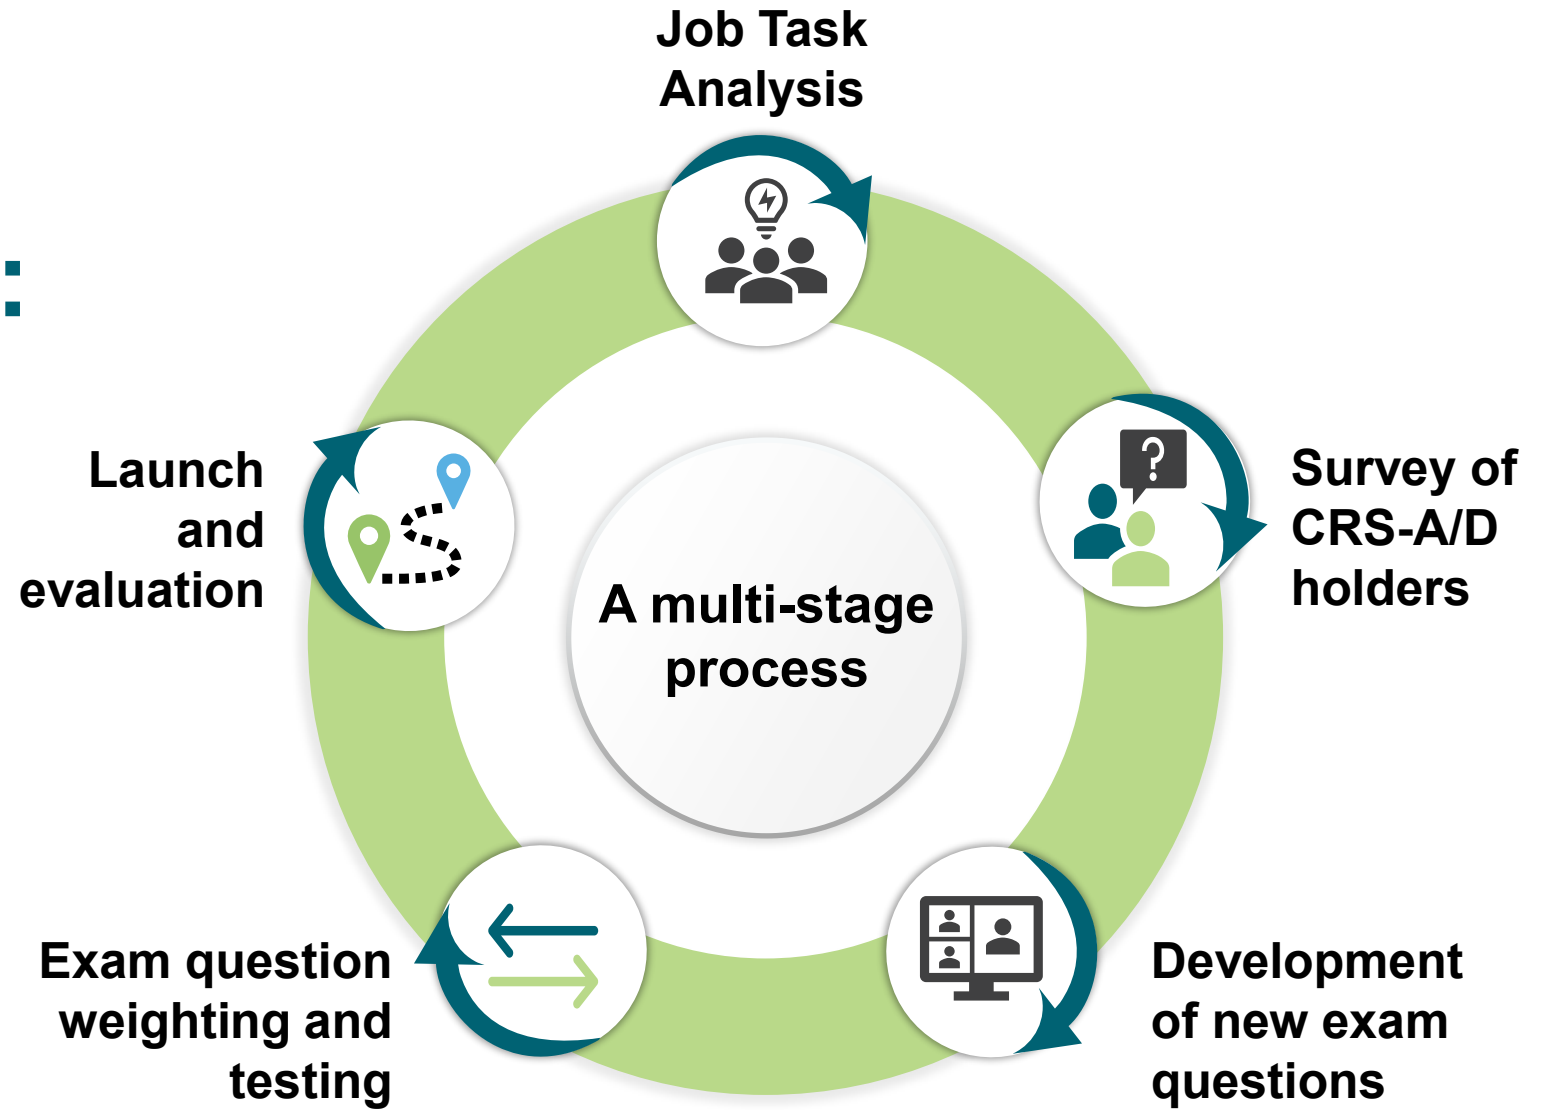 Job Task
Analysis
:
Survey of
CRS-A/D
holders
Launch
and
evaluation
A multi-stage
process
?
Development
of new exam
questions
Exam question
weighting and
testing